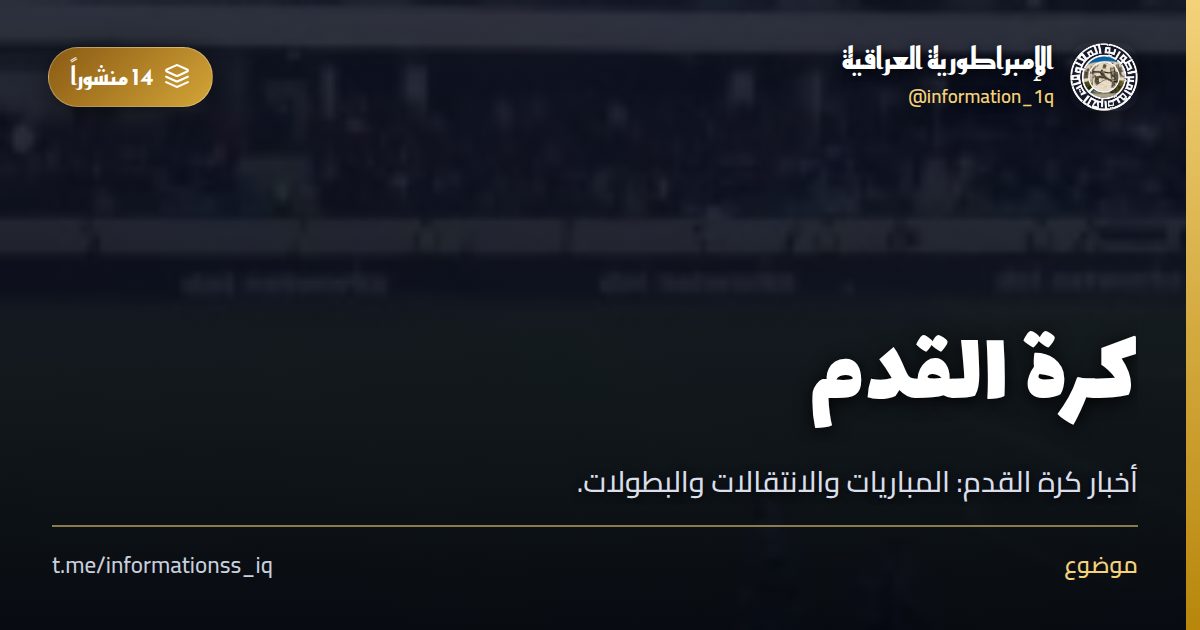 الإمبراطورية العراقية
@information_1q
14 منشوراً
كرة القدم
أخبار كرة القدم: المباريات والانتقالات والبطولات.
موضوع
t.me/informationss_iq